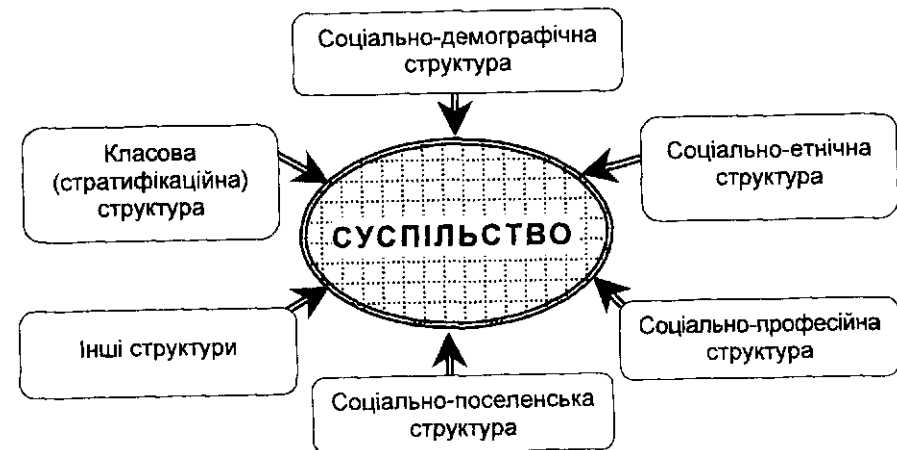 Соціально-демографічна
структура
Класова
(стратифікаційна)
структура
Соціально-етнічна
структура
СУСПІЛЬСТВО
Інші структури
Соціально-професійна
структура
Соціально-поселенська
структура